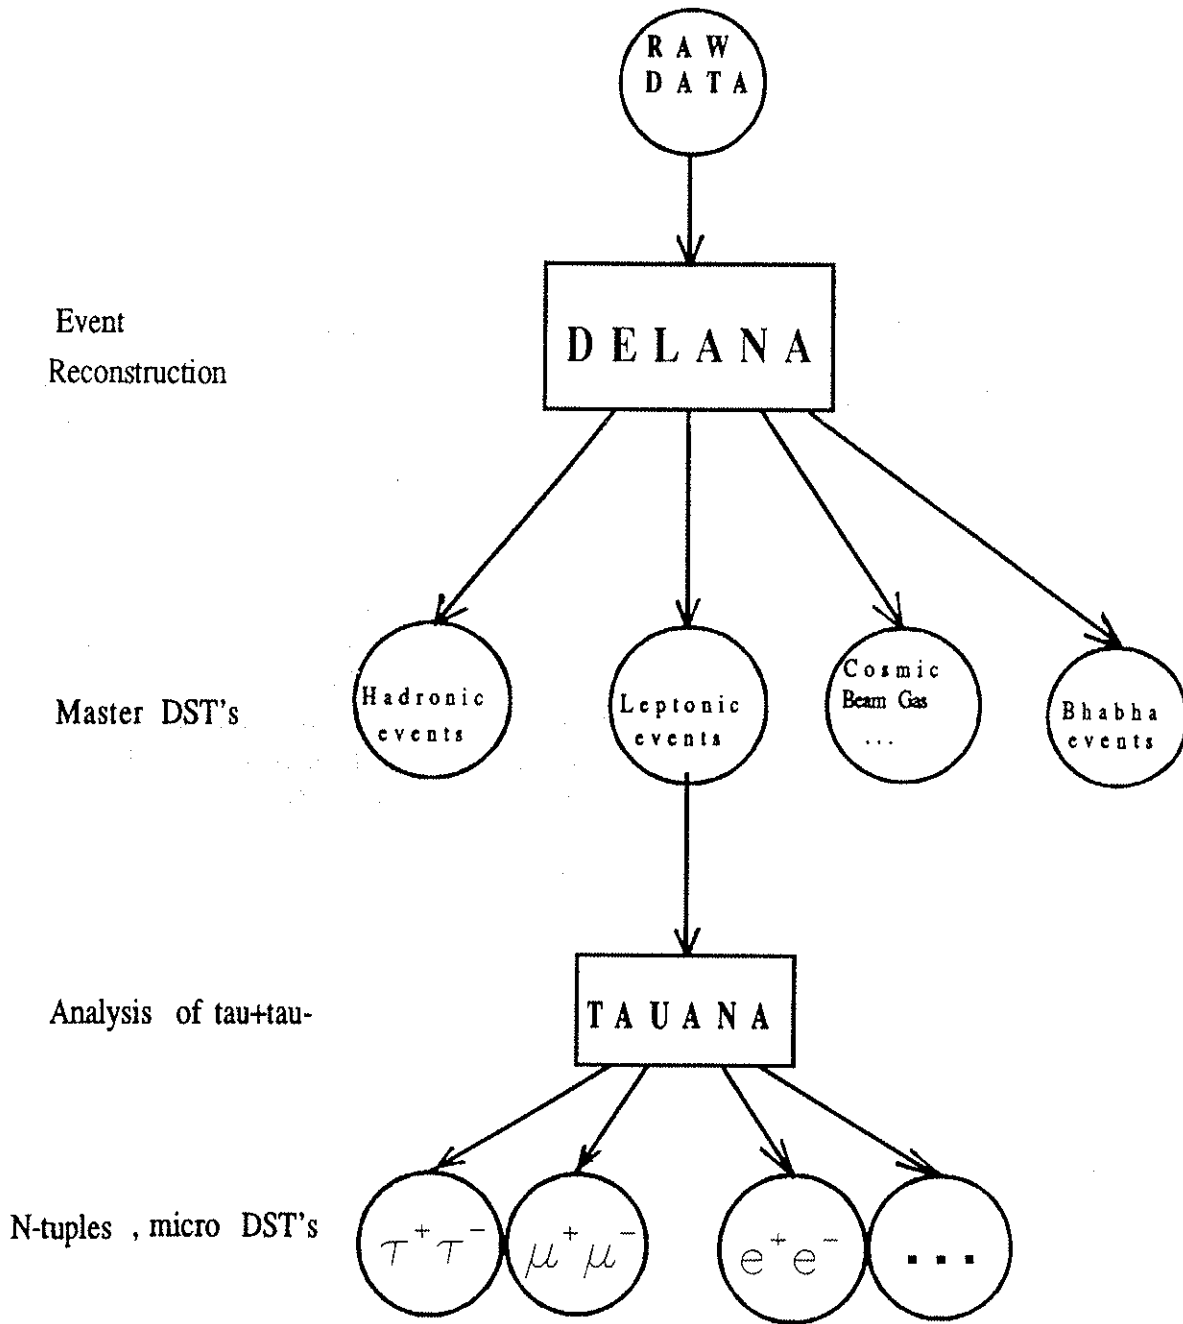 RAW
DATA
Event
Reconstruction
DELANA
Master DST's
Hadronic
events
Leptonic
events
Cosmic
Beam Gas
...
Bhabha
events
Analysis of tau+tau-
TAUANA
N-tuples , micro DST's
τ⁺τ⁻
μ⁺μ⁻
e⁺e⁻
...